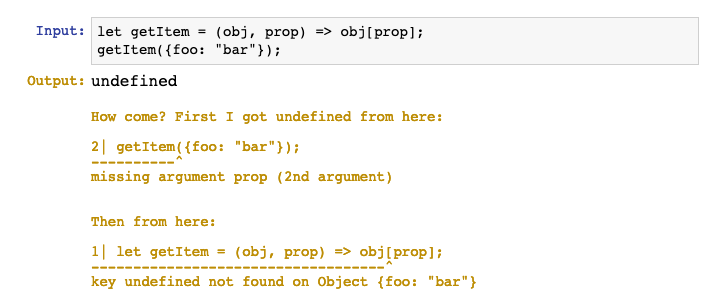 Input: let getItem = (obj, prop) => obj[prop];
getItem({foo: "bar"});
Output: undefined
How come? First I got undefined from here:
2| getItem({foo: "bar"});
----------^
missing argument prop (2nd argument)
Then from here:
1| let getItem = (obj, prop) => obj[prop];
-----------------------------------^
key undefined not found on Object {foo: "bar"}